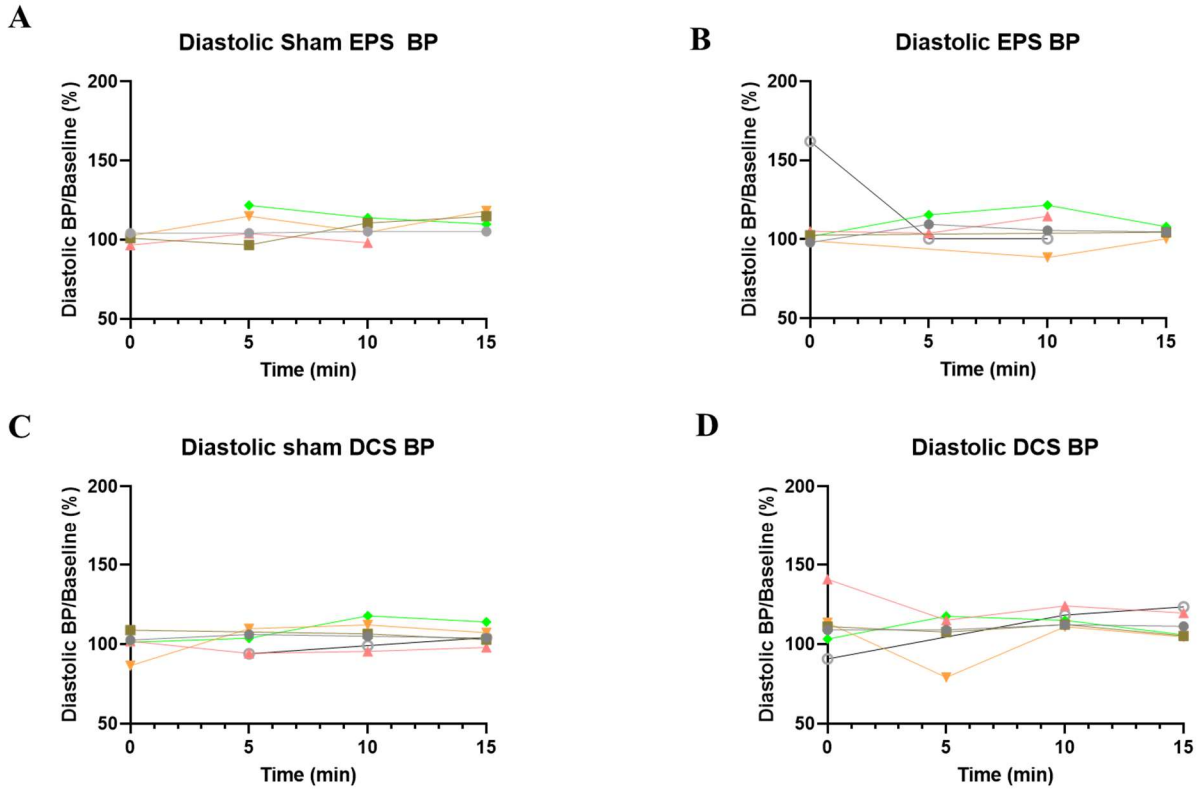 A
Diastolic Sham EPS  BP
Diastolic BP/Baseline (%)
200
150
100
50
0
5
10
15
Time (min)
B
Diastolic EPS BP
Diastolic BP/Baseline (%)
200
150
100
50
0
5
10
15
Time (min)
C
Diastolic sham DCS BP
Diastolic BP/Baseline (%)
200
150
100
50
0
5
10
15
Time (min)
D
Diastolic DCS BP
Diastolic BP/Baseline (%)
200
150
100
50
0
5
10
15
Time (min)